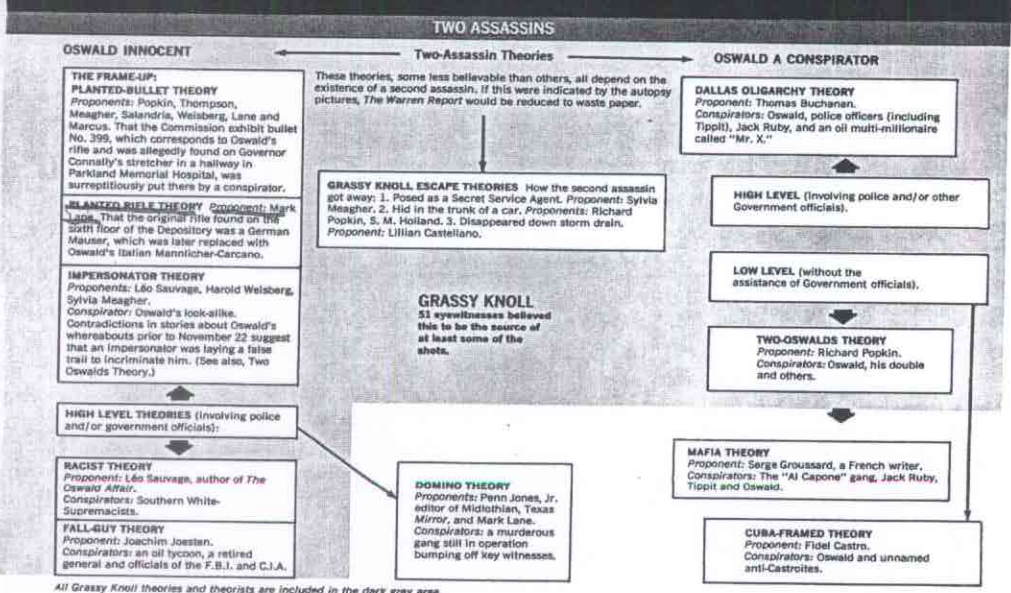 TWO ASSASSINS
OSWALD INNOCENT
Two-Assassin Theories
OSWALD A CONSPIRATOR
THE FRAME-UP:
PLANTED-BULLET THEORY
Proponents: Popkin, Thompson,
Meagher, Salandria, Weisberg, Lane and
Marcus. That the Commission exhibit bullet
No. 399, which corresponds to Oswald's
rifle and was allegedly found on Governor
Connally's stretcher in a hallway in
Parkland Memorial Hospital, was
surreptitiously put there by a conspirator.
PLANTED RIFLE THEORY Proponent: Mark
Lane. That the original rifle found on the
sixth floor of the Depository was a German
Mauser, which was later replaced with
Oswald's Italian Mannlicher-Carcano.
IMPERSONATOR THEORY
Proponents: Léo Sauvage, Harold Weisberg,
Sylvia Meagher.
Conspirator: Oswald's look-alike.
Contradictions in stories about Oswald's
whereabouts prior to November 22 suggest
that an impersonator was laying a false
trail to incriminate him. (See also, Two
Oswalds Theory.)
HIGH LEVEL THEORIES (involving police
and/or government officials):
RACIST THEORY
Proponent: Léo Sauvage, author of The
Oswald Affair.
Conspirators: Southern White-
Supremacists.
FALL-GUY THEORY
Proponent: Joachim Joesten.
Conspirators: an oil tycoon, a retired
general and officials of the F.B.I. and C.I.A.
These theories, some less believable than others, all depend on the
existence of a second assassin. If this were indicated by the autopsy
pictures, The Warren Report would be reduced to waste paper.
GRASSY KNOLL ESCAPE THEORIES How the second assassin
got away: 1. Posed as a Secret Service Agent. Proponent: Sylvia
Meagher. 2. Hid in the trunk of a car. Proponents: Richard
Popkin, S. M. Holland. 3. Disappeared down storm drain.
Proponent: Lillian Castellano.
GRASSY KNOLL
51 eyewitnesses believed
this to be the source of
at least some of the
shots.
DOMINO THEORY
Proponents: Penn Jones, Jr.
editor of Midlothian, Texas
Mirror, and Mark Lane.
Conspirators: a murderous
gang still in operation
bumping off key witnesses.
DALLAS OLIGARCHY THEORY
Proponent: Thomas Buchanan.
Conspirators: Oswald, police officers (including
Tippit), Jack Ruby, and an oil multi-millionaire
called "Mr. X."
HIGH LEVEL (involving police and/or other
Government officials).
LOW LEVEL (without the
assistance of Government officials).
TWO-OSWALDS THEORY
Proponent: Richard Popkin.
Conspirators: Oswald, his double
and others.
MAFIA THEORY
Proponent: Serge Groussard, a French writer.
Conspirators: The "Al Capone" gang, Jack Ruby,
Tippit and Oswald.
CUBA-FRAMED THEORY
Proponent: Fidel Castro.
Conspirators: Oswald and unnamed
anti-Castroites.
All Grassy Knoll theories and theorists are included in the dark gray area.